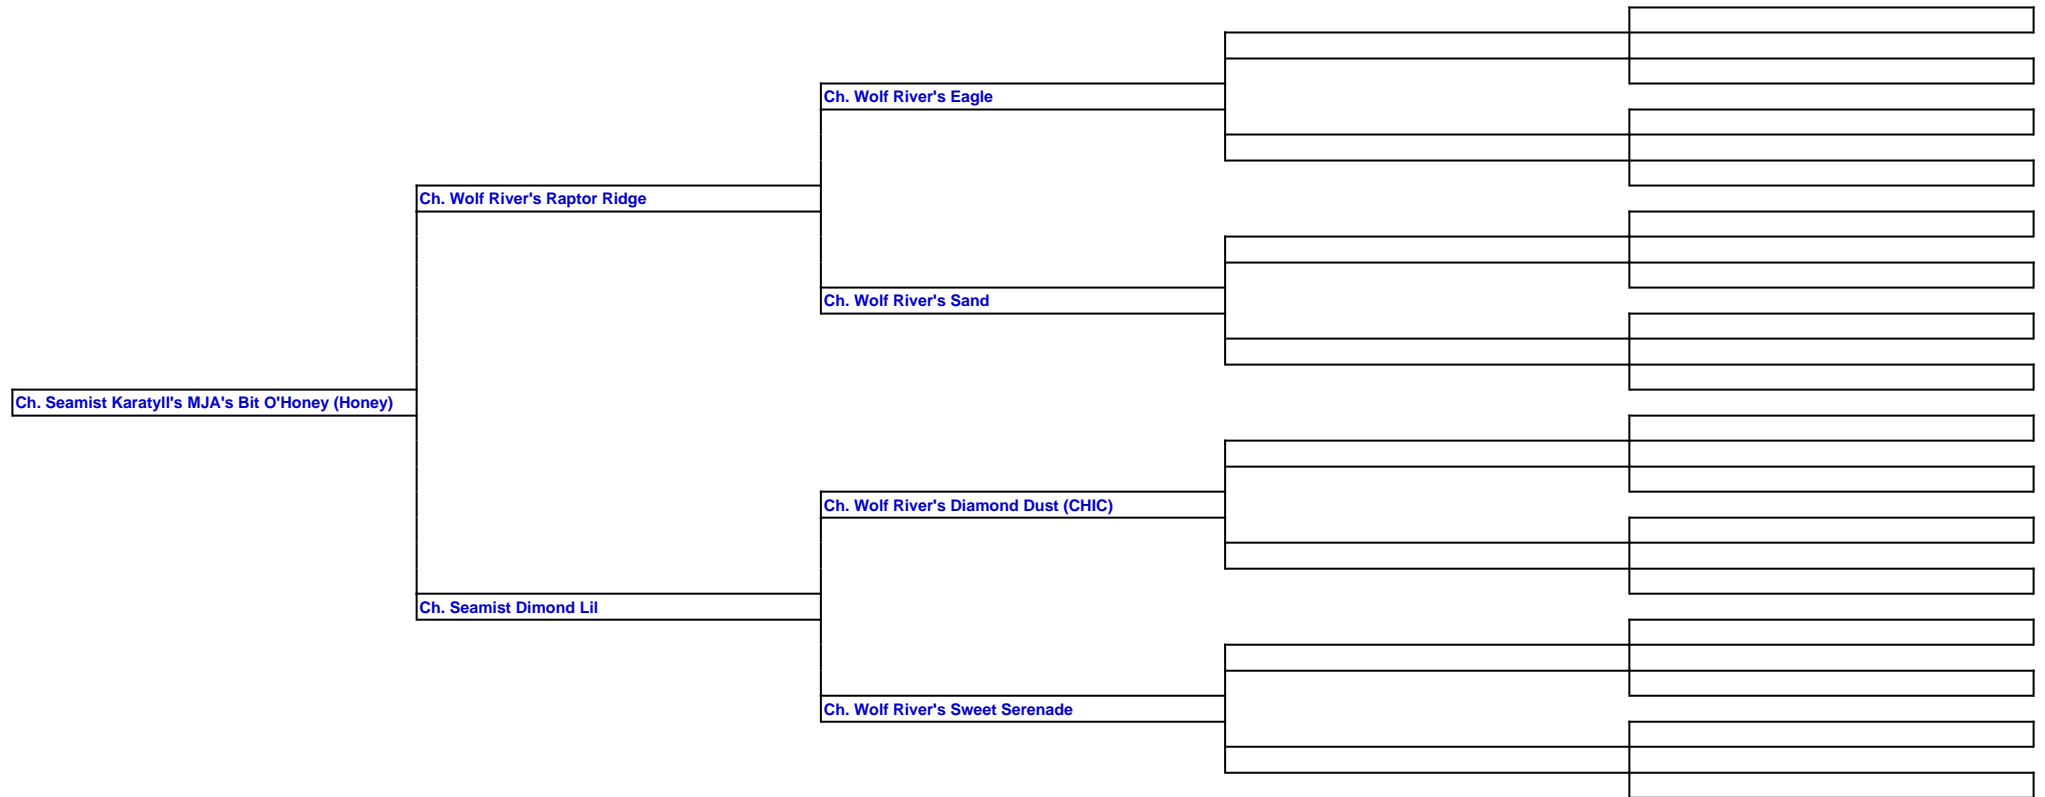 Ch. Wolf River's Eagle
Ch. Wolf River's Raptor Ridge
Ch. Wolf River's Sand
Ch. Seamist Karatyll's MJA's Bit O'Honey (Honey)
Ch. Wolf River's Diamond Dust (CHIC)
Ch. Seamist Dimond Lil
Ch. Wolf River's Sweet Serenade